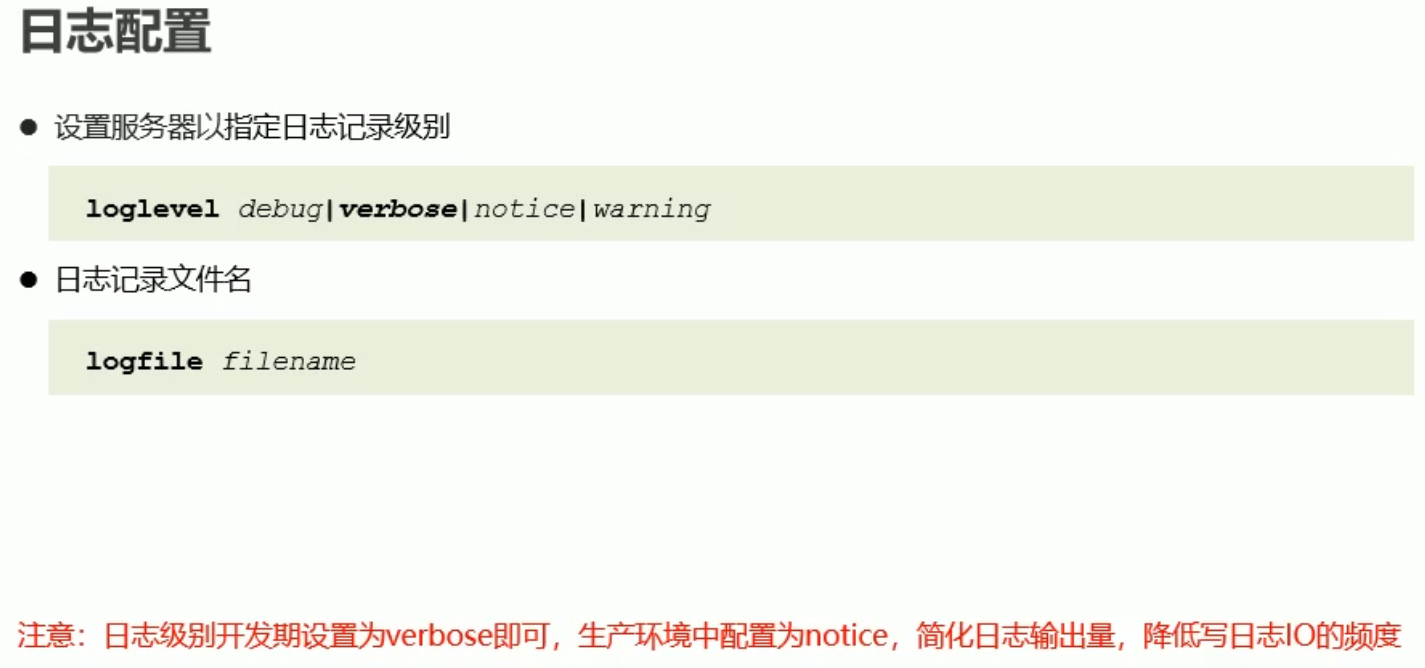 日志配置
● 设置服务器以指定日志记录级别
loglevel debug|verbose|notice|warning
● 日志记录文件名
logfile filename
注意：日志级别开发期设置为verbose即可，生产环境中配置为notice，简化日志输出量，降低写日志IO的频度